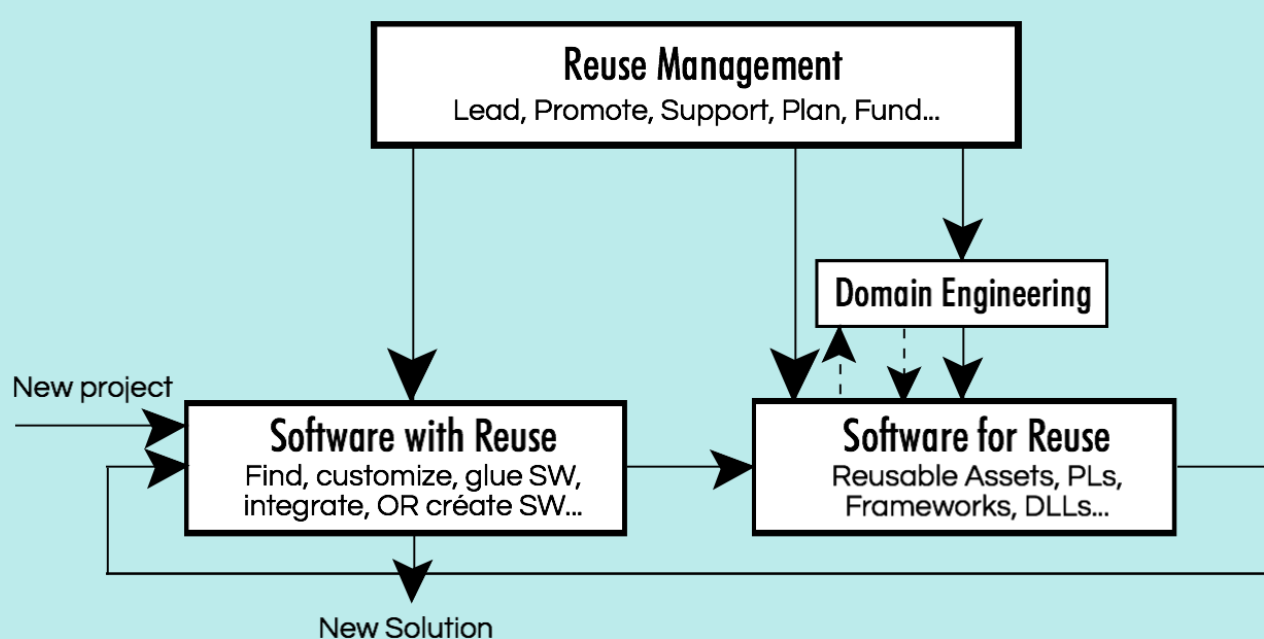 Reuse Management
Lead, Promote, Support, Plan, Fund...
Domain Engineering
New project
Software with Reuse
Find, customize, glue SW,
integrate, OR créate SW...
Software for Reuse
Reusable Assets, PLs,
Frameworks, DLLs...
New Solution